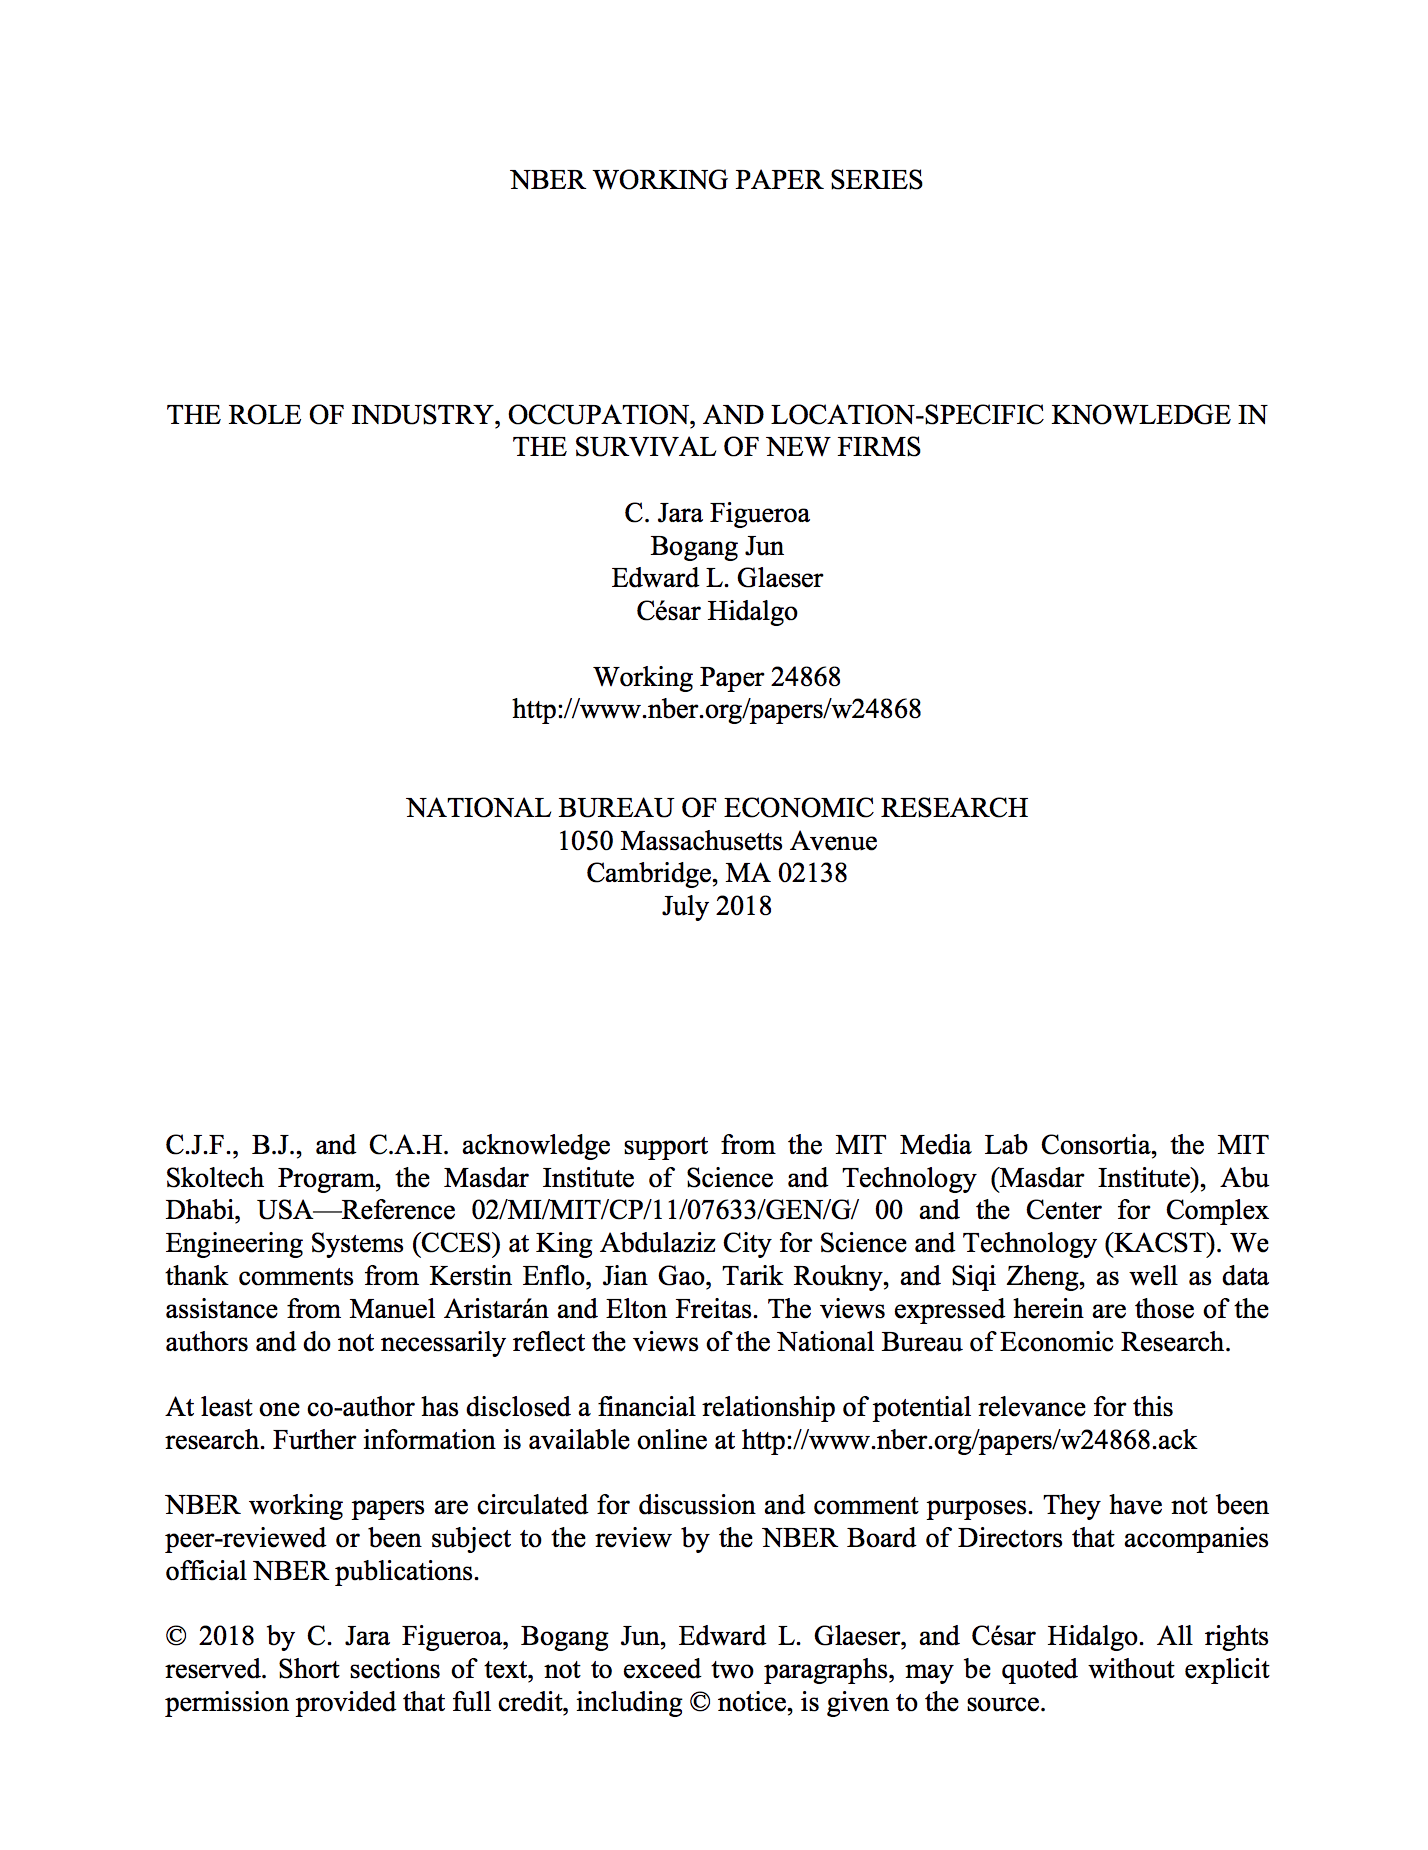 NBER WORKING PAPER SERIES
THE ROLE OF INDUSTRY, OCCUPATION, AND LOCATION-SPECIFIC KNOWLEDGE IN
THE SURVIVAL OF NEW FIRMS
C. Jara Figueroa
Bogang Jun
Edward L. Glaeser
César Hidalgo
Working Paper 24868
http://www.nber.org/papers/w24868
NATIONAL BUREAU OF ECONOMIC RESEARCH
1050 Massachusetts Avenue
Cambridge, MA 02138
July 2018
C.J.F., B.J., and C.A.H. acknowledge support from the MIT Media Lab Consortia, the MIT
Skoltech Program, the Masdar Institute of Science and Technology (Masdar Institute), Abu
Dhabi, USA—Reference 02/MI/MIT/CP/11/07633/GEN/G/ 00 and the Center for Complex
Engineering Systems (CCES) at King Abdulaziz City for Science and Technology (KACST). We
thank comments from Kerstin Enflo, Jian Gao, Tarik Roukny, and Siqi Zheng, as well as data
assistance from Manuel Aristarán and Elton Freitas. The views expressed herein are those of the
authors and do not necessarily reflect the views of the National Bureau of Economic Research.
At least one co-author has disclosed a financial relationship of potential relevance for this
research. Further information is available online at http://www.nber.org/papers/w24868.ack
NBER working papers are circulated for discussion and comment purposes. They have not been
peer-reviewed or been subject to the review by the NBER Board of Directors that accompanies
official NBER publications.
© 2018 by C. Jara Figueroa, Bogang Jun, Edward L. Glaeser, and César Hidalgo. All rights
reserved. Short sections of text, not to exceed two paragraphs, may be quoted without explicit
permission provided that full credit, including © notice, is given to the source.